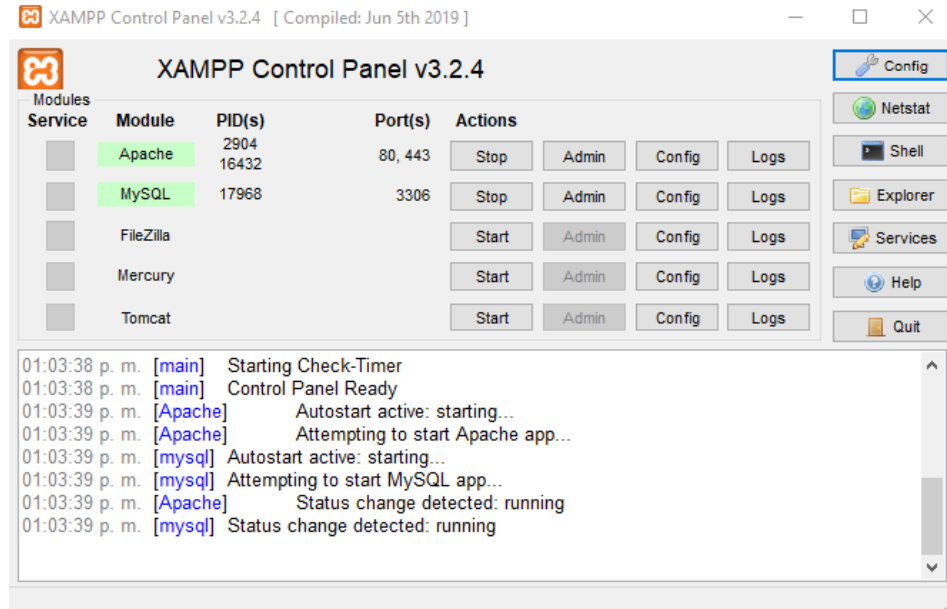 XAMPP Control Panel v3.2.4 [ Compiled: Jun 5th 2019 ]
XAMPP Control Panel v3.2.4
Config
Modules
Service Module PID(s) Port(s) Actions
Netstat
Apache 2904 16432 80, 443 Stop Admin Config Logs
Shell
MySQL 17968 3306 Stop Admin Config Logs
Explorer
FileZilla Start Admin Config Logs
Services
Mercury Start Admin Config Logs
Help
Tomcat Start Admin Config Logs
Quit
01:03:38 p. m. [main] Starting Check-Timer
01:03:38 p. m. [main] Control Panel Ready
01:03:39 p. m. [Apache] Autostart active: starting...
01:03:39 p. m. [Apache] Attempting to start Apache app...
01:03:39 p. m. [mysql] Autostart active: starting...
01:03:39 p. m. [mysql] Attempting to start MySQL app...
01:03:39 p. m. [Apache] Status change detected: running
01:03:39 p. m. [mysql] Status change detected: running